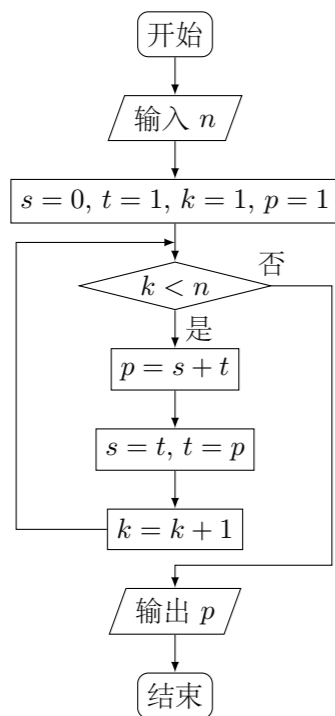 开始
输入 n
s = 0, t = 1, k = 1, p = 1
k < n
否
是
p = s + t
s = t, t = p
k = k + 1
输出 p
结束